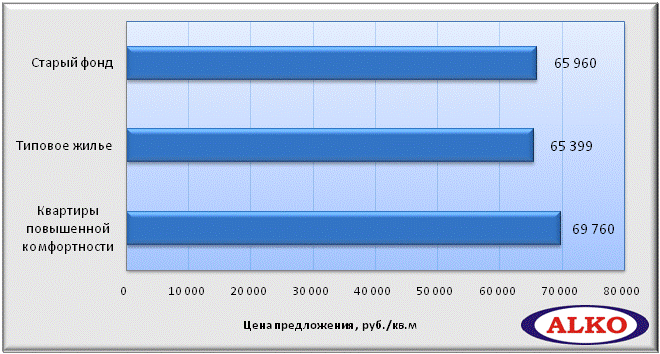 Старый фонд
65 960
Типовое жилье
65 399
Квартиры
повышенной
комфортности
69 760
0 10 000 20 000 30 000 40 000 50 000 60 000 70 000 80 000
Цена предложения, руб./кв.м
ALKO